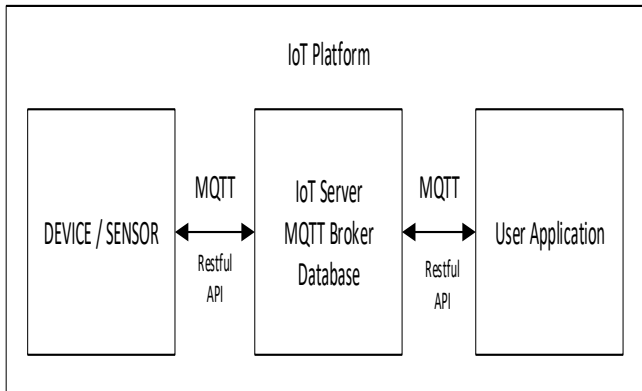 IoT Platform
DEVICE / SENSOR
MQTT
Restful
API
IoT Server
MQTT Broker
Database
MQTT
Restful
API
User Application